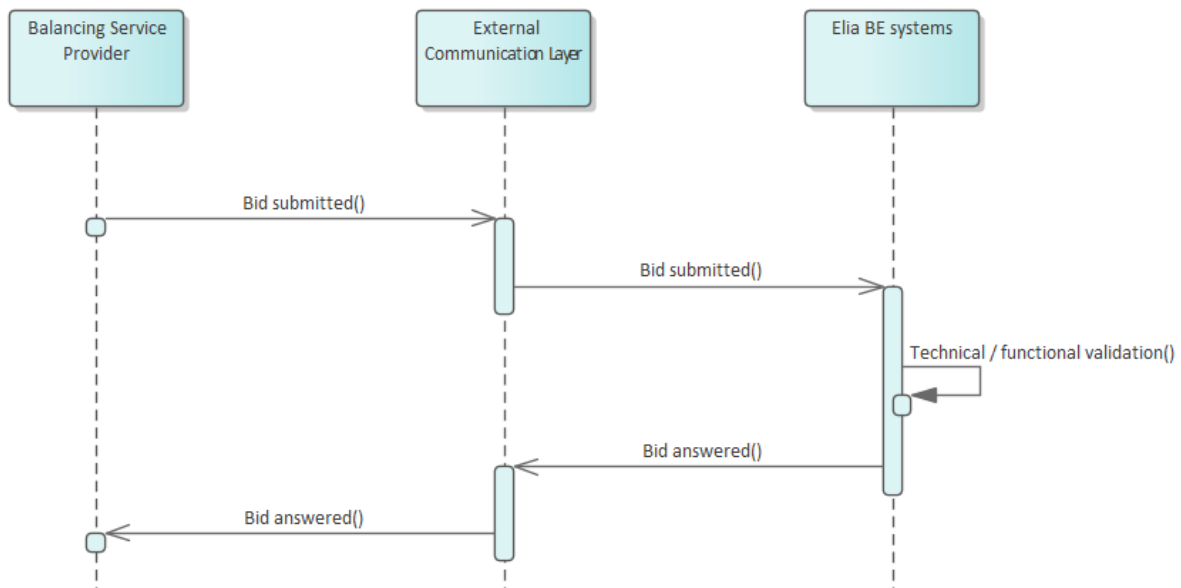 Balancing Service
Provider
External
Communication Layer
Elia BE systems
Bid submitted()
Bid submitted()
Technical / functional validation()
Bid answered()
Bid answered()